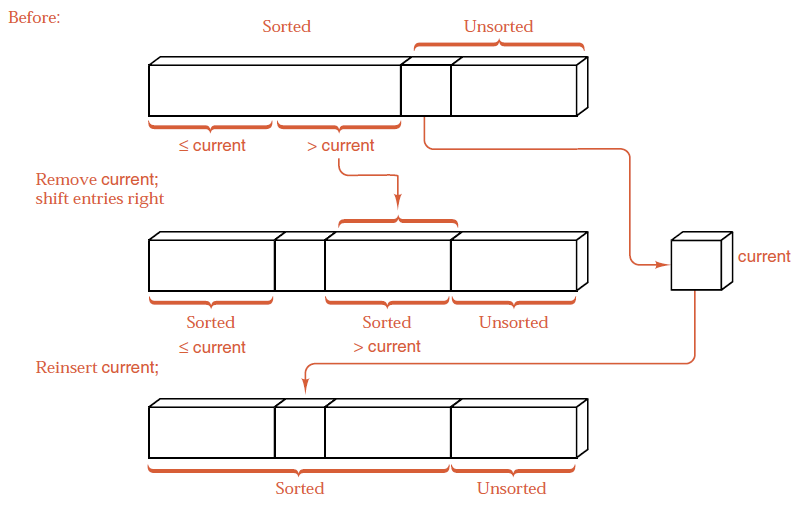 Before:
Sorted
Unsorted
≤ current
> current
Remove current;
shift entries right
current
Sorted
Sorted
Unsorted
≤ current
> current
Reinsert current;
Sorted
Unsorted